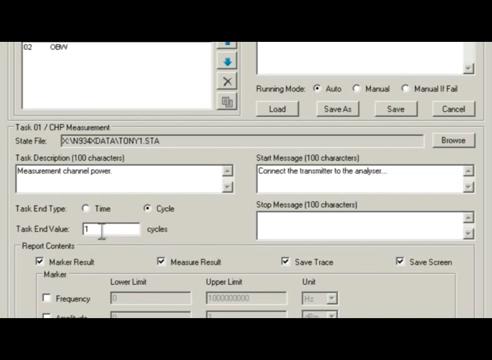 02 OBW
Running Mode: Auto Manual Manual If Fail
Load Save As Save Cancel
Task 01 / CHP Measurement
State File: X:\N934XDATA\TONY1.STA Browse
Task Description (100 characters) Start Message (100 characters)
Measurement channel power. Connect the transmitter to the analyser...
Task End Type: Time Cycle Stop Message (100 characters)
Task End Value: 1 cycles
Report Contents
Marker Result Measure Result Save Trace Save Screen
Marker
Lower Limit Upper Limit Unit
Frequency 0 1000000000 Hz
Amplitude